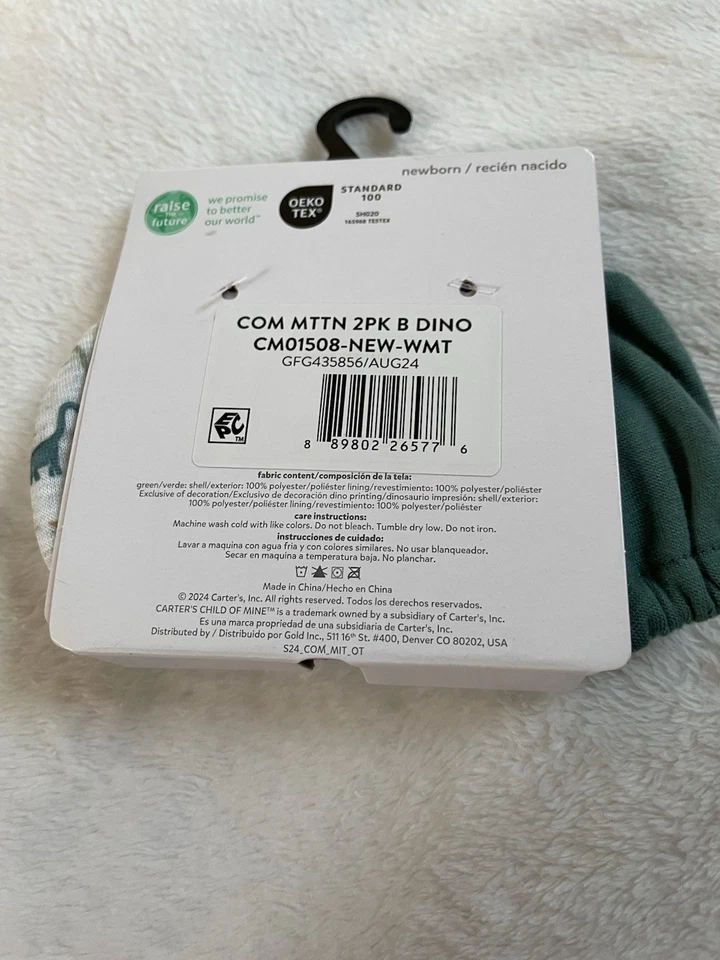 newborn / recién nacido
raise
THE
future
we promise
to better
our world™
OEKO
TEX®
STANDARD
100
SH020
165968 TESTEX
COM MTTN 2PK B DINO
CM01508-NEW-WMT
GFG435856/AUG24
EPC™
8 89802 26577 6
fabric content/composición de la tela:
green/verde: shell/exterior: 100% polyester/poliéster lining/revestimiento: 100% polyester/poliéster
Exclusive of decoration/Exclusivo de decoración dino printing/dinosaurio impresión: shell/exterior:
100% polyester/poliéster lining/revestimiento: 100% polyester/poliéster
care instructions:
Machine wash cold with like colors. Do not bleach. Tumble dry low. Do not iron.
instrucciones de cuidado:
Lavar a maquina con agua fria y con colores similares. No usar blanqueador.
Secar en maquina a temperatura baja. No planchar.
Made in China/Hecho en China
© 2024 Carter's, Inc. All rights reserved. Todos los derechos reservados.
CARTER'S CHILD OF MINE™ is a trademark owned by a subsidiary of Carter's, Inc.
Es una marca propriedad de una subsidiaria de Carter's, Inc.
Distributed by / Distribuido por Gold Inc., 511 16th St. #400, Denver CO 80202, USA
S24_COM_MIT_OT